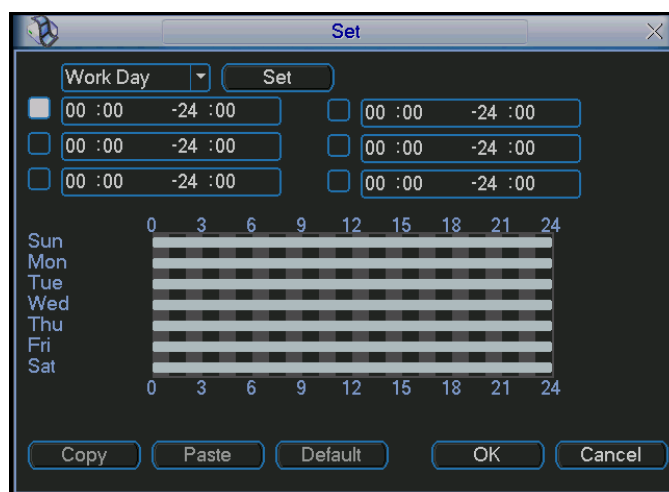 Set
Work Day Set
00 :00 -24 :00 00 :00 -24 :00
00 :00 -24 :00 00 :00 -24 :00
00 :00 -24 :00 00 :00 -24 :00
0 3 6 9 12 15 18 21 24
Sun
Mon
Tue
Wed
Thu
Fri
Sat
0 3 6 9 12 15 18 21 24
Copy Paste Default OK Cancel